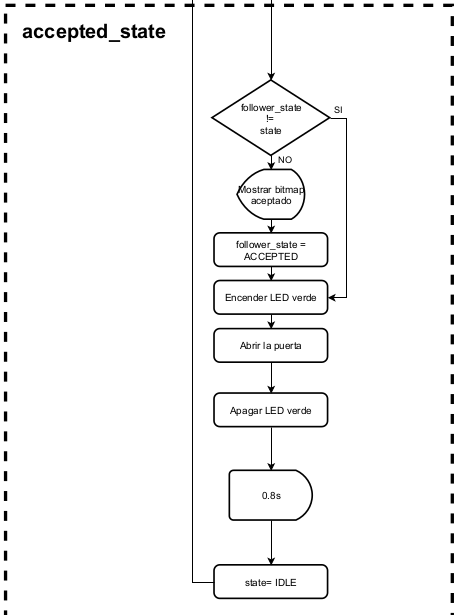 accepted_state
follower_state
!=
state
SI
NO
Mostrar bitmap
aceptado
follower_state =
ACCEPTED
Encender LED verde
Abrir la puerta
Apagar LED verde
0.8s
state= IDLE